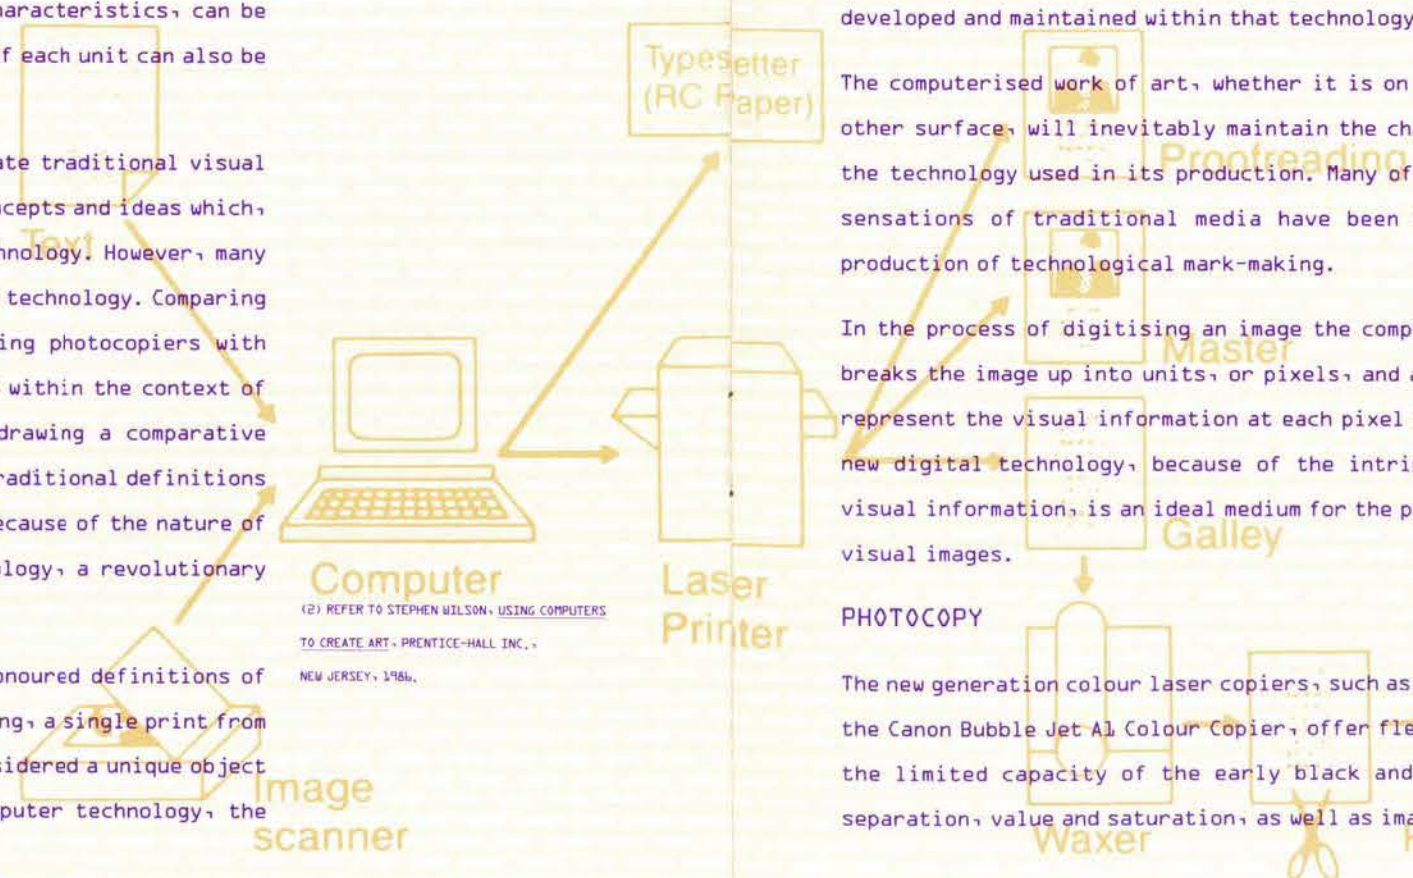 haracteristics, can be
f each unit can also be
ate traditional visual
ncepts and ideas which,
hnology. However, many
technology. Comparing
ing photocopiers with
within the context of
drawing a comparative
raditional definitions
ecause of the nature of
ology, a revolutionary
onoured definitions of
ng, a single print from
sidered a unique object
mputer technology, the
Text
Image
scanner
Computer
(2) REFER TO STEPHEN WILSON, USING COMPUTERS
TO CREATE ART, PRENTICE-HALL INC.,
NEW JERSEY, 1986.
Typesetter
(RC Paper)
Laser
Printer
developed and maintained within that technology
The computerised work of art, whether it is on
other surface, will inevitably maintain the ch
the technology used in its production. Many of
sensations of traditional media have been
production of technological mark-making.
In the process of digitising an image the comp
breaks the image up into units, or pixels, and a
represent the visual information at each pixel
new digital technology, because of the intri
visual information, is an ideal medium for the p
visual images.
PHOTOCOPY
The new generation colour laser copiers, such as
the Canon Bubble Jet A1 Colour Copier, offer fle
the limited capacity of the early black and
separation, value and saturation, as well as ima
Proofreading
Master
Galley
Waxer